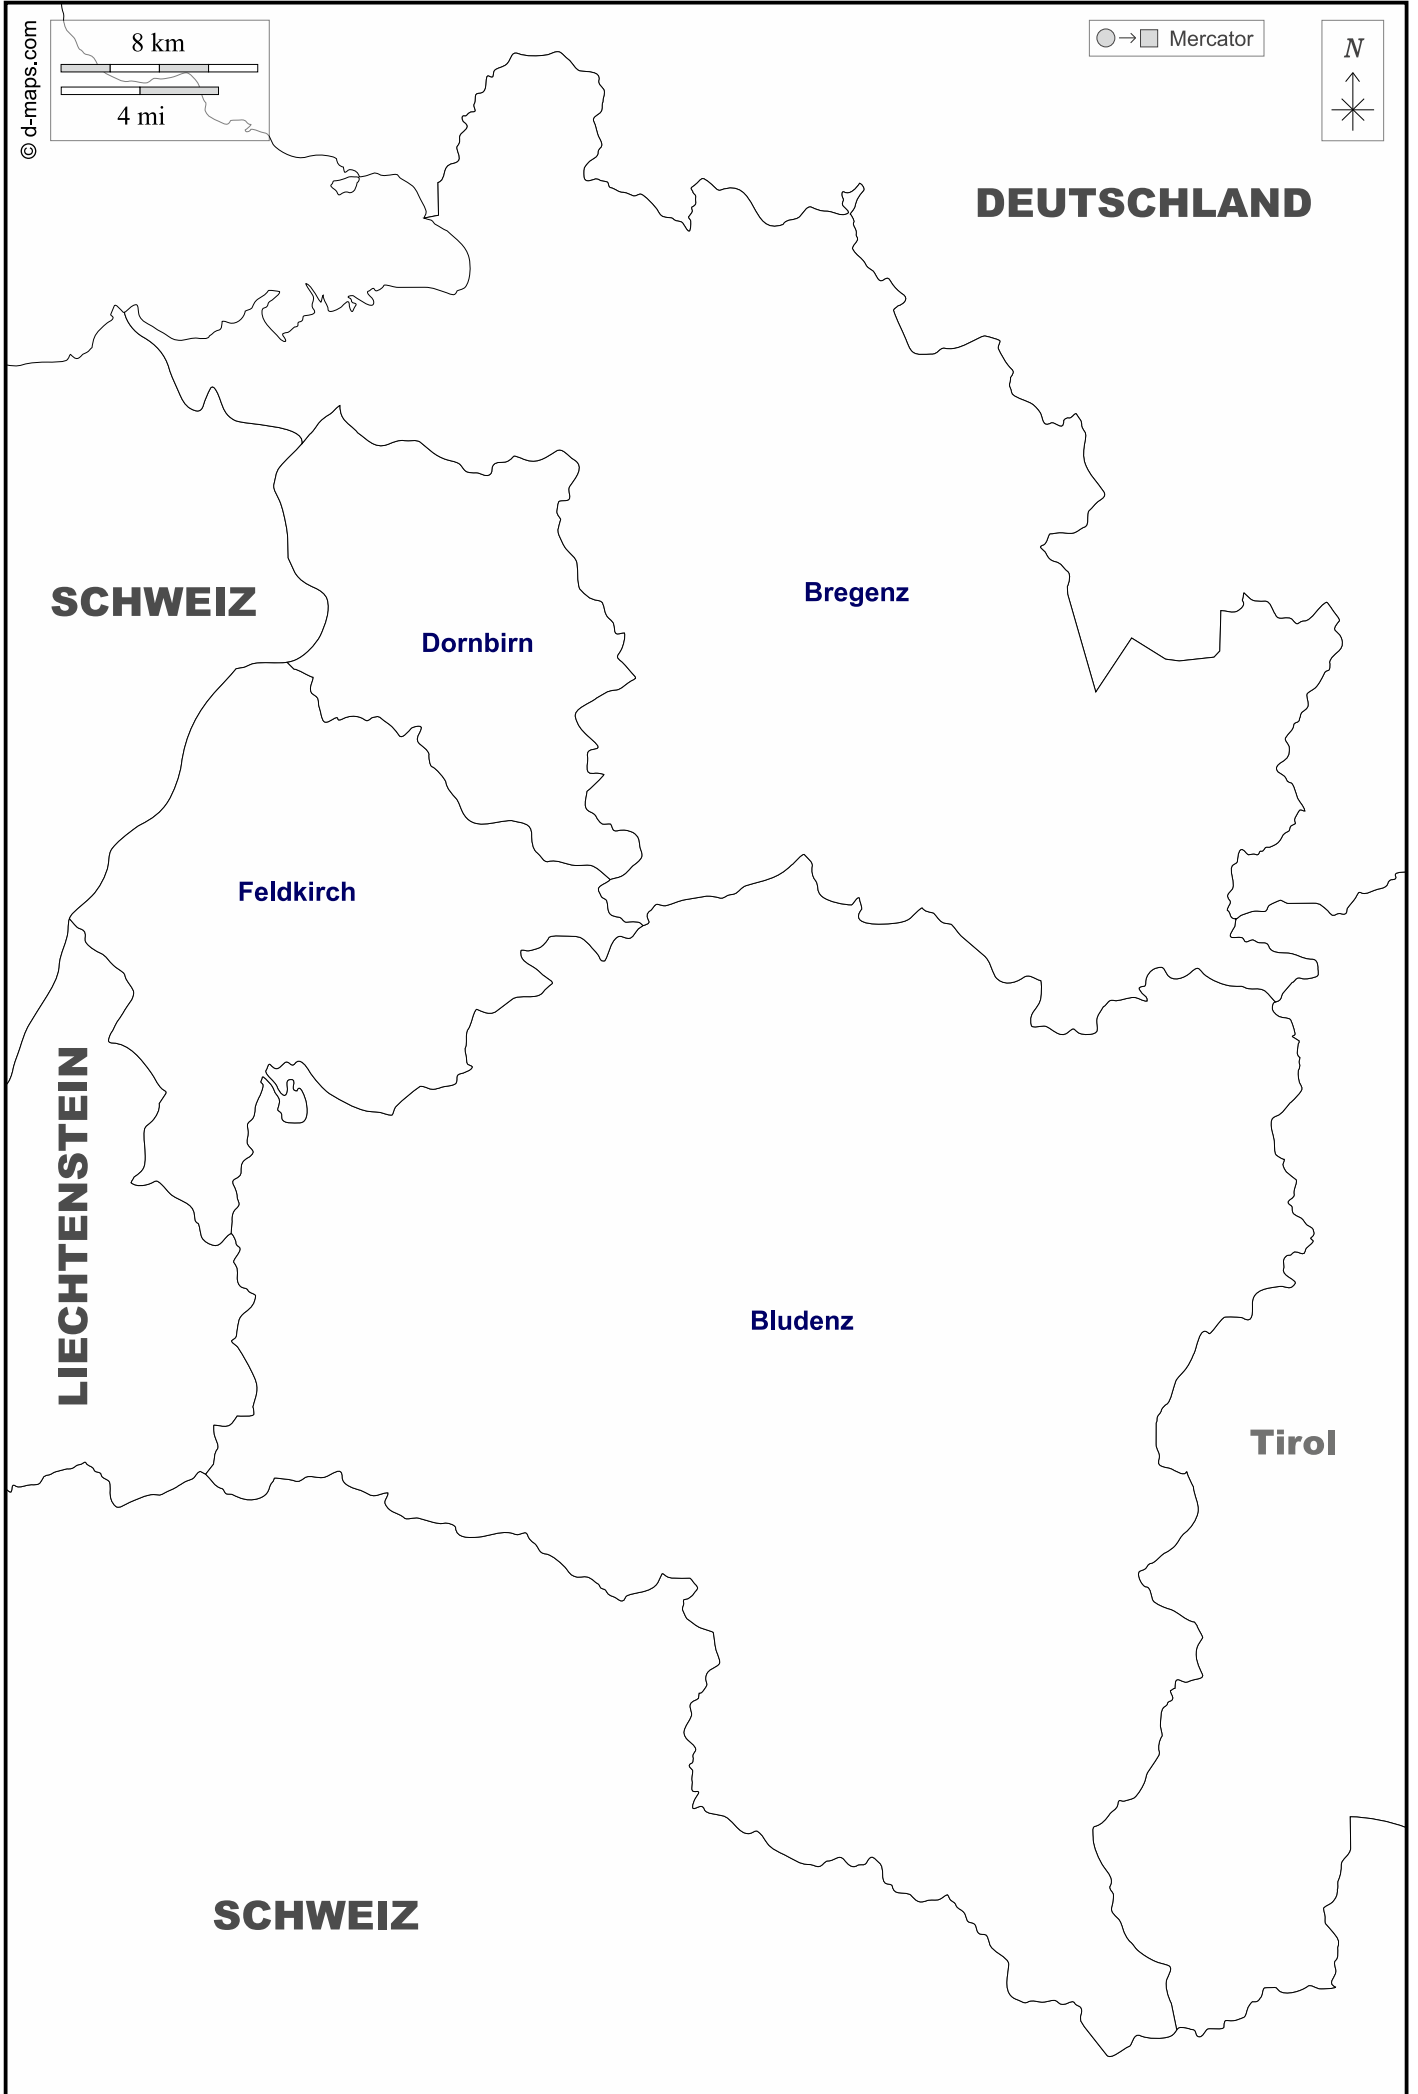 © d-maps.com
8 km
4 mi
Mercator
N
DEUTSCHLAND
SCHWEIZ
Bregenz
Dornbirn
Feldkirch
LIECHTENSTEIN
Bludenz
Tirol
SCHWEIZ